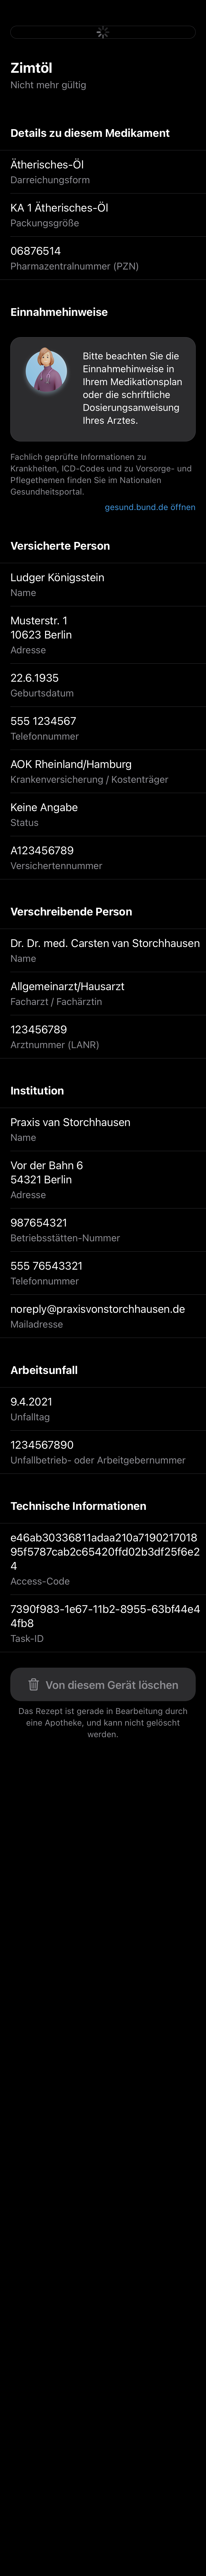 Zimtöl
Nicht mehr gültig
Details zu diesem Medikament
Ätherisches-Öl
Darreichungsform
KA 1 Ätherisches-Öl
Packungsgröße
06876514
Pharmazentralnummer (PZN)
Einnahmehinweise
Bitte beachten Sie die
Einnahmehinweise in
Ihrem Medikationsplan
oder die schriftliche
Dosierungsanweisung
Ihres Arztes.
Fachlich geprüfte Informationen zu
Krankheiten, ICD-Codes und zu Vorsorge- und
Pflegethemen finden Sie im Nationalen
Gesundheitsportal.
gesund.bund.de öffnen
Versicherte Person
Ludger Königsstein
Name
Musterstr. 1
10623 Berlin
Adresse
22.6.1935
Geburtsdatum
555 1234567
Telefonnummer
AOK Rheinland/Hamburg
Krankenversicherung / Kostenträger
Keine Angabe
Status
A123456789
Versichertennummer
Verschreibende Person
Dr. Dr. med. Carsten van Storchhausen
Name
Allgemeinarzt/Hausarzt
Facharzt / Fachärztin
123456789
Arztnummer (LANR)
Institution
Praxis van Storchhausen
Name
Vor der Bahn 6
54321 Berlin
Adresse
987654321
Betriebsstätten-Nummer
555 76543321
Telefonnummer
noreply@praxisvonstorchhausen.de
Mailadresse
Arbeitsunfall
9.4.2021
Unfalltag
1234567890
Unfallbetrieb- oder Arbeitgebernummer
Technische Informationen
e46ab30336811adaa210a7190217018
95f5787cab2c65420ffd02b3df25f6e2
4
Access-Code
7390f983-1e67-11b2-8955-63bf44e4
4fb8
Task-ID
Von diesem Gerät löschen
Das Rezept ist gerade in Bearbeitung durch
eine Apotheke, und kann nicht gelöscht
werden.